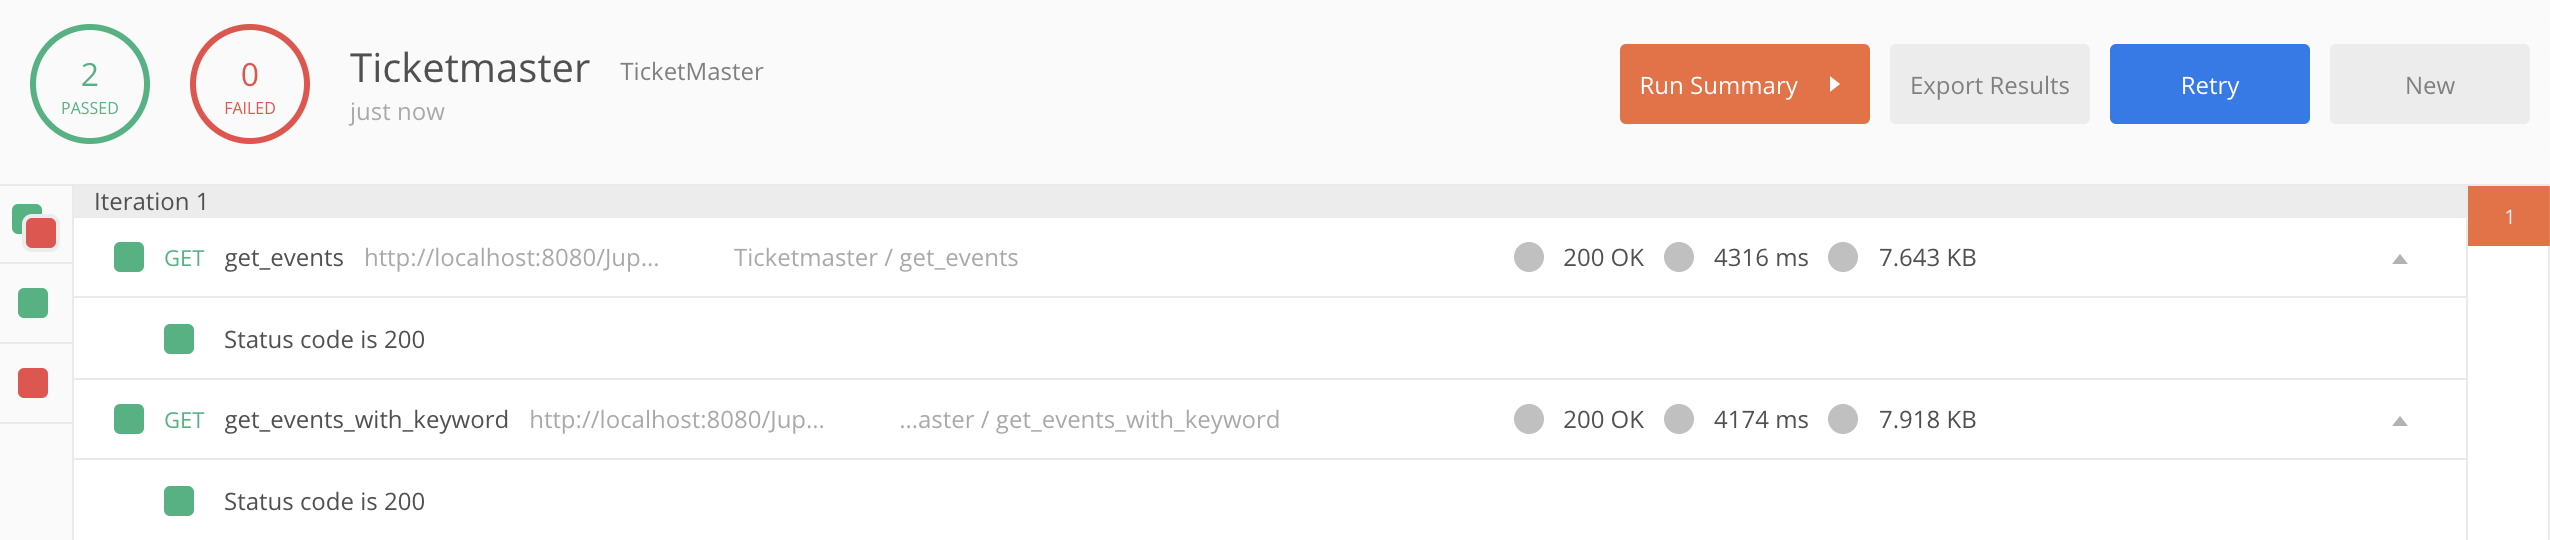 2 PASSED
0 FAILED
Ticketmaster TicketMaster
just now
Run Summary Export Results Retry New
Iteration 1
1
GET get_events http://localhost:8080/Jup... Ticketmaster / get_events 200 OK 4316 ms 7.643 KB
Status code is 200
GET get_events_with_keyword http://localhost:8080/Jup... ...aster / get_events_with_keyword 200 OK 4174 ms 7.918 KB
Status code is 200